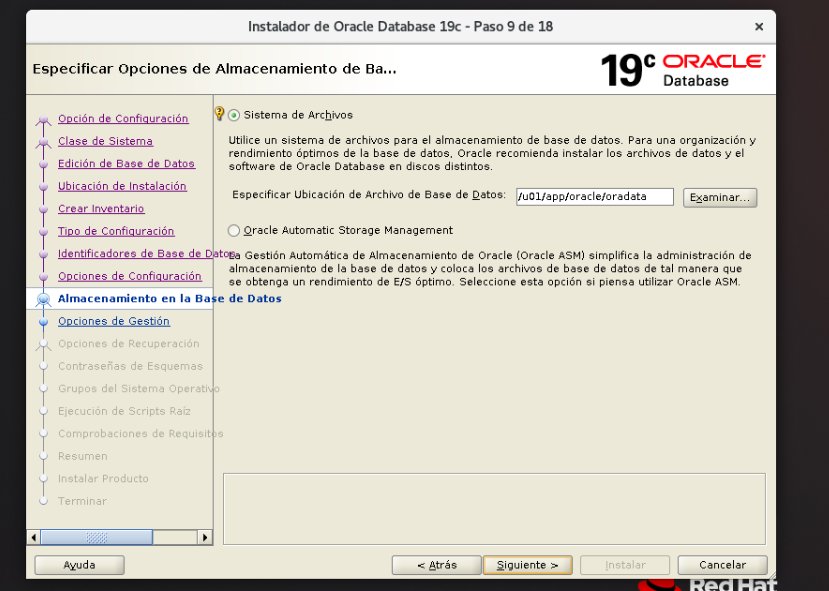 Instalador de Oracle Database 19c - Paso 9 de 18
×
Especificar Opciones de Almacenamiento de Ba...
19c ORACLE
Database
Opción de Configuración
Clase de Sistema
Edición de Base de Datos
Ubicación de Instalación
Crear Inventario
Tipo de Configuración
Identificadores de Base de Datos
Opciones de Configuración
Almacenamiento en la Base de Datos
Opciones de Gestión
Opciones de Recuperación
Contraseñas de Esquemas
Grupos del Sistema Operativo
Ejecución de Scripts Raíz
Comprobaciones de Requisitos
Resumen
Instalar Producto
Terminar
Sistema de Archivos
Utilice un sistema de archivos para el almacenamiento de base de datos. Para una organización y
rendimiento óptimos de la base de datos, Oracle recomienda instalar los archivos de datos y el
software de Oracle Database en discos distintos.
Especificar Ubicación de Archivo de Base de Datos: /u01/app/oracle/oradata Examinar...
Oracle Automatic Storage Management
La Gestión Automática de Almacenamiento de Oracle (Oracle ASM) simplifica la administración de
almacenamiento de la base de datos y coloca los archivos de base de datos de tal manera que
se obtenga un rendimiento de E/S óptimo. Seleccione esta opción si piensa utilizar Oracle ASM.
Ayuda < Atrás Siguiente > Instalar Cancelar
Red Hat